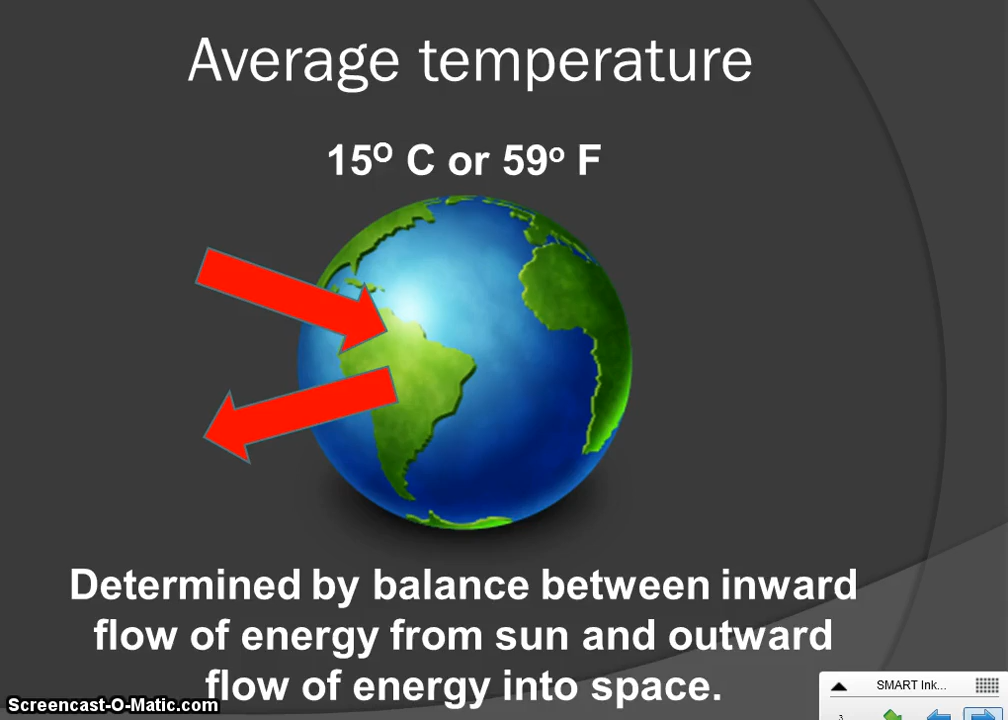 Average temperature
15º C or 59º F
Determined by balance between inward
flow of energy from sun and outward
flow of energy into space.
Screencast-O-Matic.com
SMART Ink...